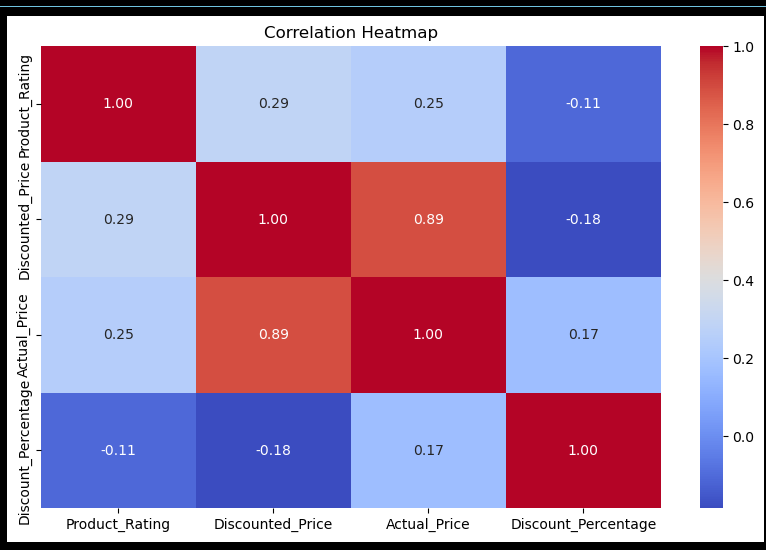 Correlation Heatmap
Product_Rating
1.00
0.29
0.25
-0.11
Discounted_Price
0.29
1.00
0.89
-0.18
Actual_Price
0.25
0.89
1.00
0.17
Discount_Percentage
-0.11
-0.18
0.17
1.00
Product_Rating
Discounted_Price
Actual_Price
Discount_Percentage
1.0
0.8
0.6
0.4
0.2
0.0